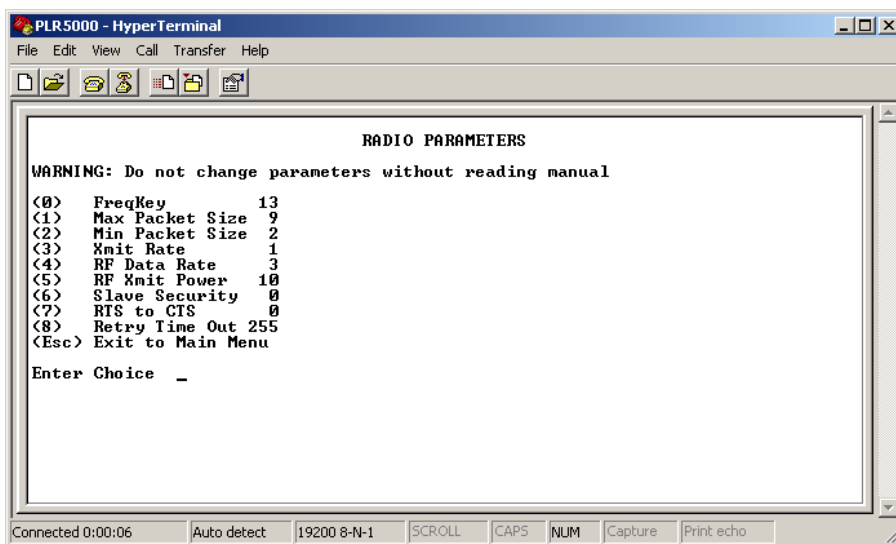 PLR5000 - HyperTerminal
File Edit View Call Transfer Help
RADIO PARAMETERS
WARNING: Do not change parameters without reading manual
(0) FreqKey 13
(1) Max Packet Size 9
(2) Min Packet Size 2
(3) Xmit Rate 1
(4) RF Data Rate 3
(5) RF Xmit Power 10
(6) Slave Security 0
(7) RTS to CTS 0
(8) Retry Time Out 255
(Esc) Exit to Main Menu
Enter Choice _
Connected 0:00:06 Auto detect 19200 8-N-1 SCROLL CAPS NUM Capture Print echo